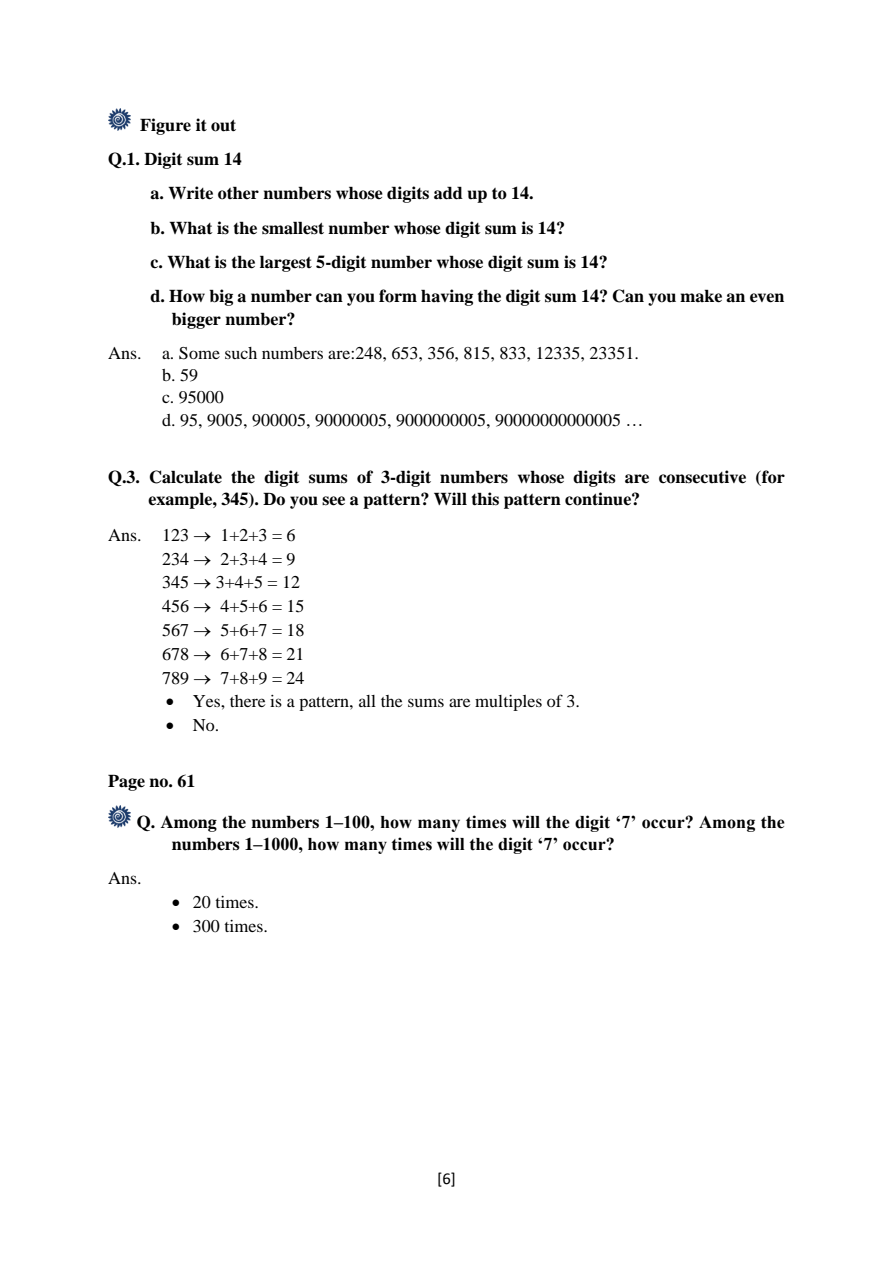 Figure it out
Q.1. Digit sum 14
a. Write other numbers whose digits add up to 14.
b. What is the smallest number whose digit sum is 14?
c. What is the largest 5-digit number whose digit sum is 14?
d. How big a number can you form having the digit sum 14? Can you make an even
bigger number?
Ans. a. Some such numbers are:248, 653, 356, 815, 833, 12335, 23351.
b. 59
c. 95000
d. 95, 9005, 900005, 90000005, 9000000005, 90000000000005 …
Q.3. Calculate the digit sums of 3-digit numbers whose digits are consecutive (for
example, 345). Do you see a pattern? Will this pattern continue?
Ans. 123 → 1+2+3 = 6
234 → 2+3+4 = 9
345 → 3+4+5 = 12
456 → 4+5+6 = 15
567 → 5+6+7 = 18
678 → 6+7+8 = 21
789 → 7+8+9 = 24
• Yes, there is a pattern, all the sums are multiples of 3.
• No.
Page no. 61
Q. Among the numbers 1–100, how many times will the digit ‘7’ occur? Among the
numbers 1–1000, how many times will the digit ‘7’ occur?
Ans.
• 20 times.
• 300 times.
[6]